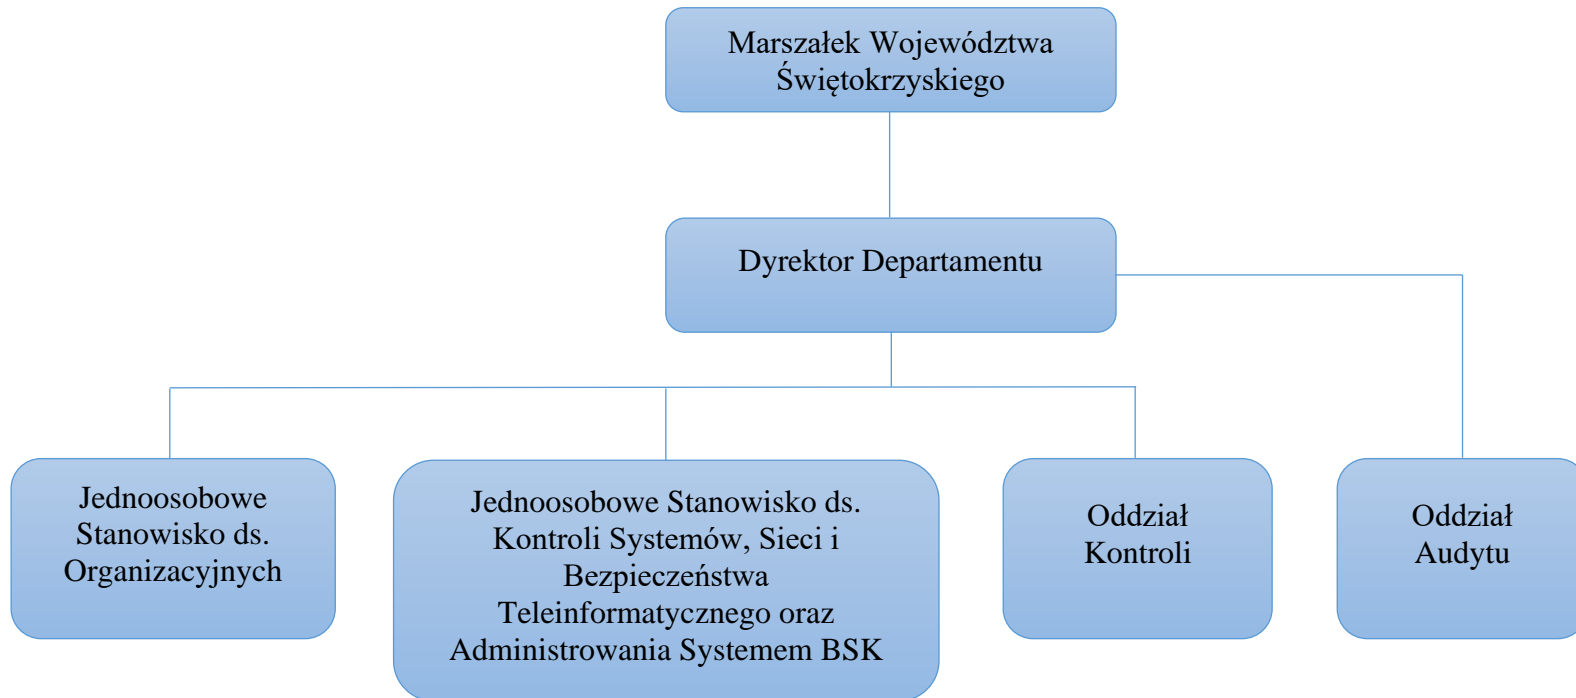 Marszałek Województwa
Świętokrzyskiego
Dyrektor Departamentu
Jednoosobowe
Stanowisko ds.
Organizacyjnych
Jednoosobowe Stanowisko ds.
Kontroli Systemów, Sieci i
Bezpieczeństwa
Teleinformatycznego oraz
Administrowania Systemem BSK
Oddział
Kontroli
Oddział
Audytu